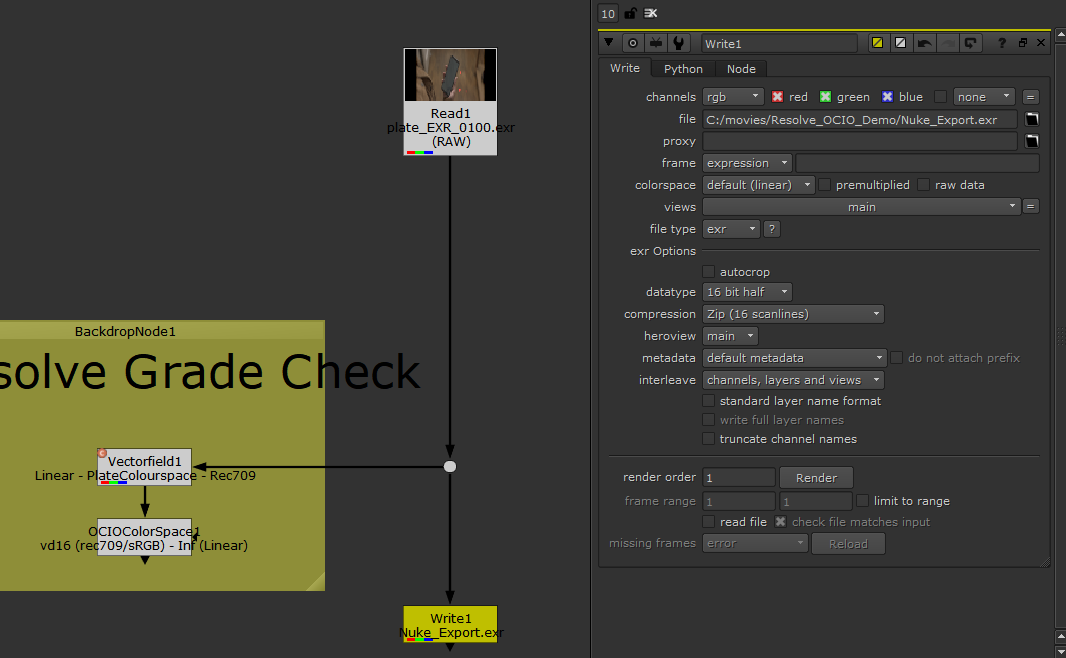 10
Write1
?
Write Python Node
channels rgb red green blue none =
file C:/movies/Resolve_OCIO_Demo/Nuke_Export.exr
proxy
frame expression
colorspace default (linear) premultiplied raw data
views main =
file type exr ?
exr Options
autocrop
datatype 16 bit half
compression Zip (16 scanlines)
heroview main
metadata default metadata do not attach prefix
interleave channels, layers and views
standard layer name format
write full layer names
truncate channel names
render order 1 Render
frame range 1 1 limit to range
read file check file matches input
missing frames error Reload
Read1
plate_EXR_0100.exr
(RAW)
BackdropNode1
solve Grade Check
Vectorfield1
Linear - PlateColourspace - Rec709
OCIOColorSpace1
vd16 (rec709/sRGB) - Inf (Linear)
Write1
Nuke_Export.exr